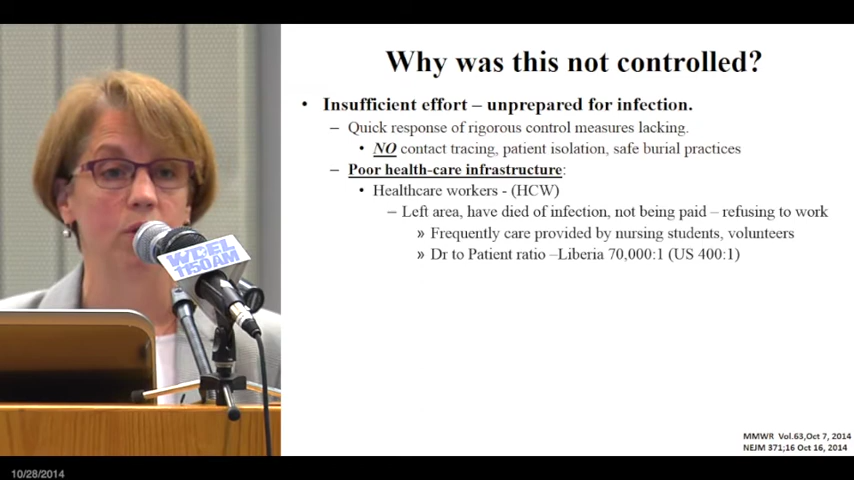 Why was this not controlled?
• Insufficient effort – unprepared for infection.
– Quick response of rigorous control measures lacking.
• NO contact tracing, patient isolation, safe burial practices
– Poor health-care infrastructure:
• Healthcare workers - (HCW)
– Left area, have died of infection, not being paid – refusing to work
» Frequently care provided by nursing students, volunteers
» Dr to Patient ratio –Liberia 70,000:1 (US 400:1)
WDEL
1150AM
MMWR Vol.63,Oct 7, 2014
NEJM 371;16 Oct 16, 2014
10/28/2014